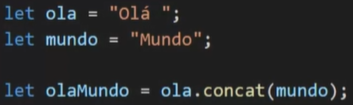 let ola = "Olá ";
let mundo = "Mundo";
let olaMundo = ola.concat(mundo);